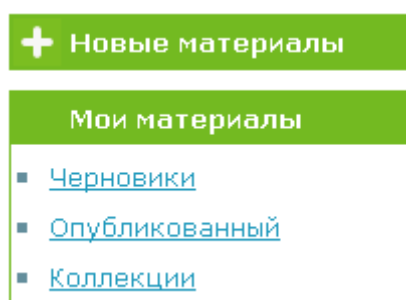 Новые материалы
Мои материалы
Черновики
Опубликованный
Коллекции